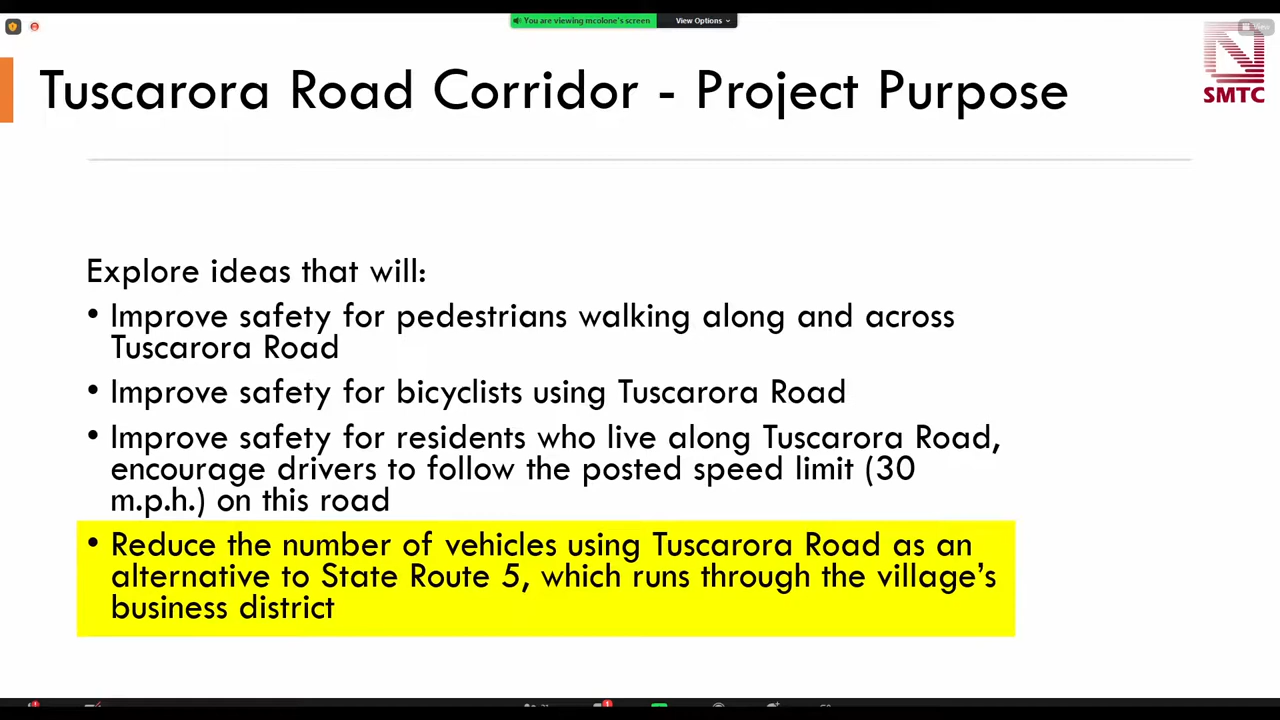 You are viewing mcolone's screen
View Options
View
Tuscarora Road Corridor - Project Purpose
SMTC
Explore ideas that will:
• Improve safety for pedestrians walking along and across
Tuscarora Road
• Improve safety for bicyclists using Tuscarora Road
• Improve safety for residents who live along Tuscarora Road,
encourage drivers to follow the posted speed limit (30
m.p.h.) on this road
• Reduce the number of vehicles using Tuscarora Road as an
alternative to State Route 5, which runs through the village's
business district